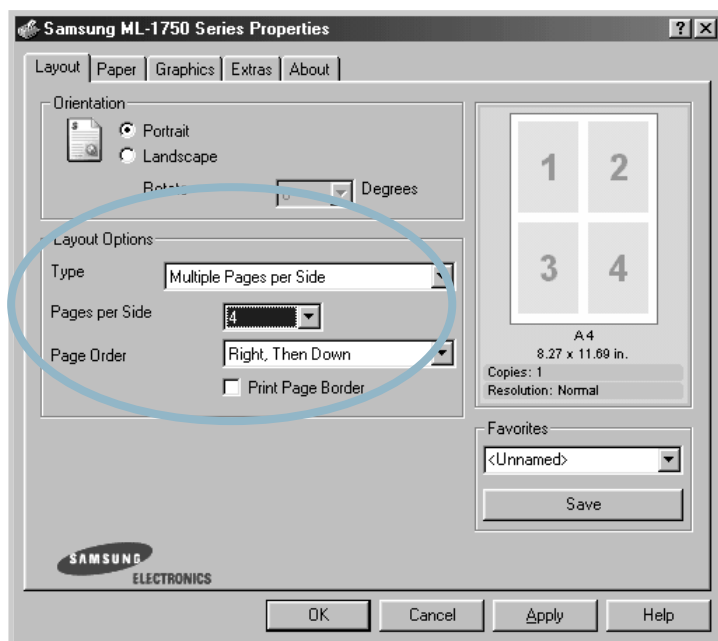 Samsung ML-1750 Series Properties
? X
Layout Paper Graphics Extras About
Orientation
Portrait
Landscape
Degrees
Layout Options
Type Multiple Pages per Side
Pages per Side 4
Page Order Right, Then Down
Print Page Border
1 2
3 4
A4
8.27 x 11.69 in.
Copies: 1
Resolution: Normal
Favorites
<Unnamed>
Save
SAMSUNG
ELECTRONICS
OK Cancel Apply Help